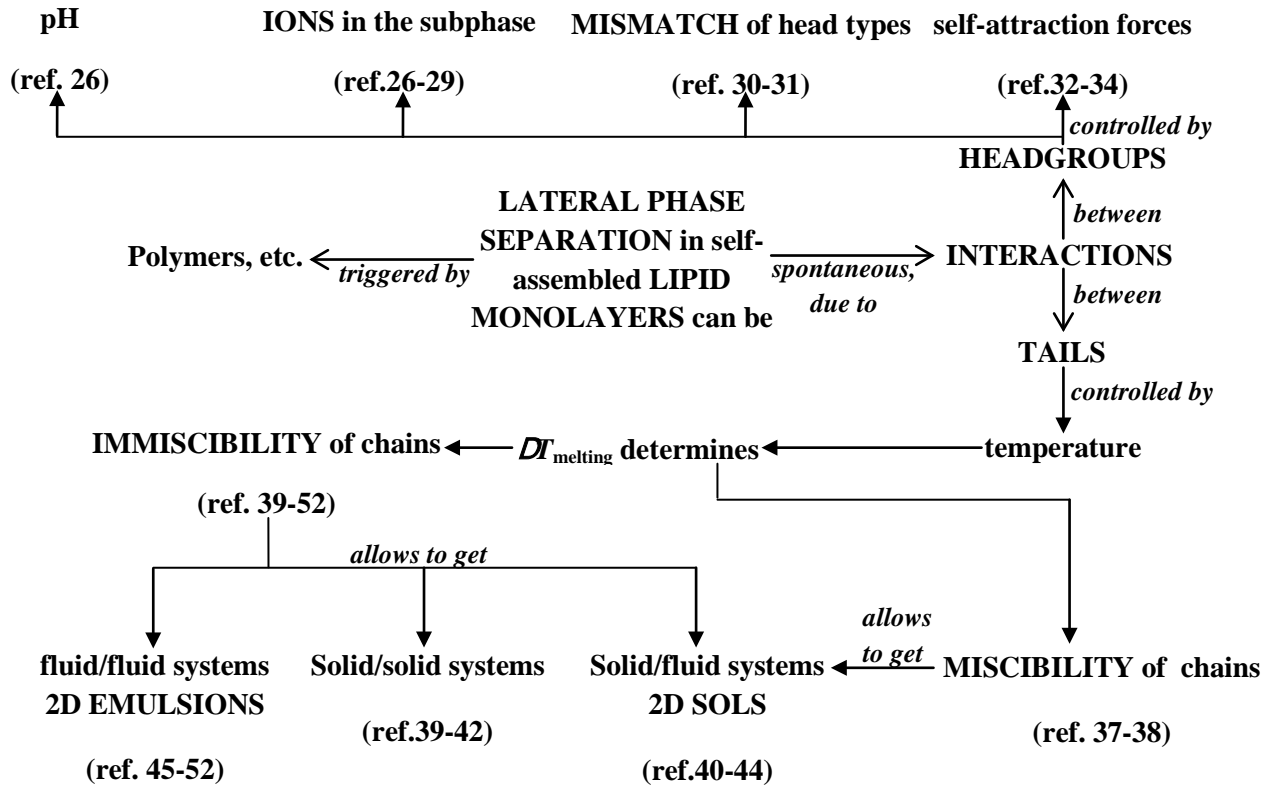 pH
IONS in the subphase
MISMATCH of head types
self-attraction forces
(ref. 26)
(ref.26-29)
(ref. 30-31)
(ref.32-34)
controlled by
HEADGROUPS
between
LATERAL PHASE
SEPARATION in self-
assembled LIPID
MONOLAYERS can be
Polymers, etc.
triggered by
spontaneous,
due to
INTERACTIONS
between
TAILS
controlled by
IMMISCIBILITY of chains
DTmelting determines
temperature
(ref. 39-52)
allows to get
allows
to get
fluid/fluid systems
2D EMULSIONS
Solid/solid systems
Solid/fluid systems
2D SOLS
MISCIBILITY of chains
(ref. 45-52)
(ref.39-42)
(ref.40-44)
(ref. 37-38)